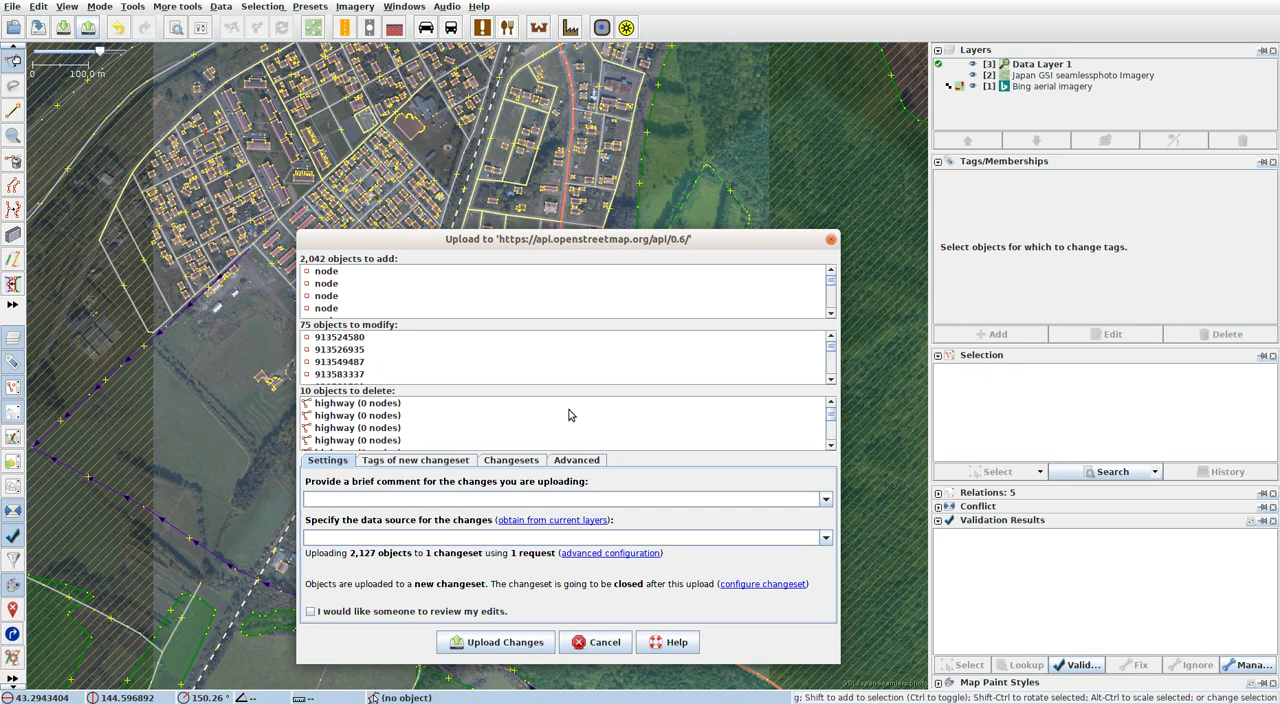 File Edit View Mode Tools More tools Data Selection Presets Imagery Windows Audio Help
0 100.0 m
Layers
[3] Data Layer 1
[2] Japan GSI seamlessphoto Imagery
[1] Bing aerial imagery
Tags/Memberships
Select objects for which to change tags.
Add Edit Delete
Selection
Select Search History
Relations: 5
Conflict
Validation Results
Select Lookup Valid... Fix Ignore Mana...
Map Paint Styles
Upload to 'https://api.openstreetmap.org/api/0.6/'
2,042 objects to add:
node
node
node
node
75 objects to modify:
913524580
913526935
913549487
913583337
10 objects to delete:
highway (0 nodes)
highway (0 nodes)
highway (0 nodes)
highway (0 nodes)
Settings Tags of new changeset Changesets Advanced
Provide a brief comment for the changes you are uploading:
Specify the data source for the changes (obtain from current layers):
Uploading 2,127 objects to 1 changeset using 1 request (advanced configuration)
Objects are uploaded to a new changeset. The changeset is going to be closed after this upload (configure changeset)
I would like someone to review my edits.
Upload Changes Cancel Help
43.2943404 144.596892 150.26 ° -- -- (no object) g; Shift to add to selection (Ctrl to toggle); Shift-Ctrl to rotate selected; Alt-Ctrl to scale selected; or change selection